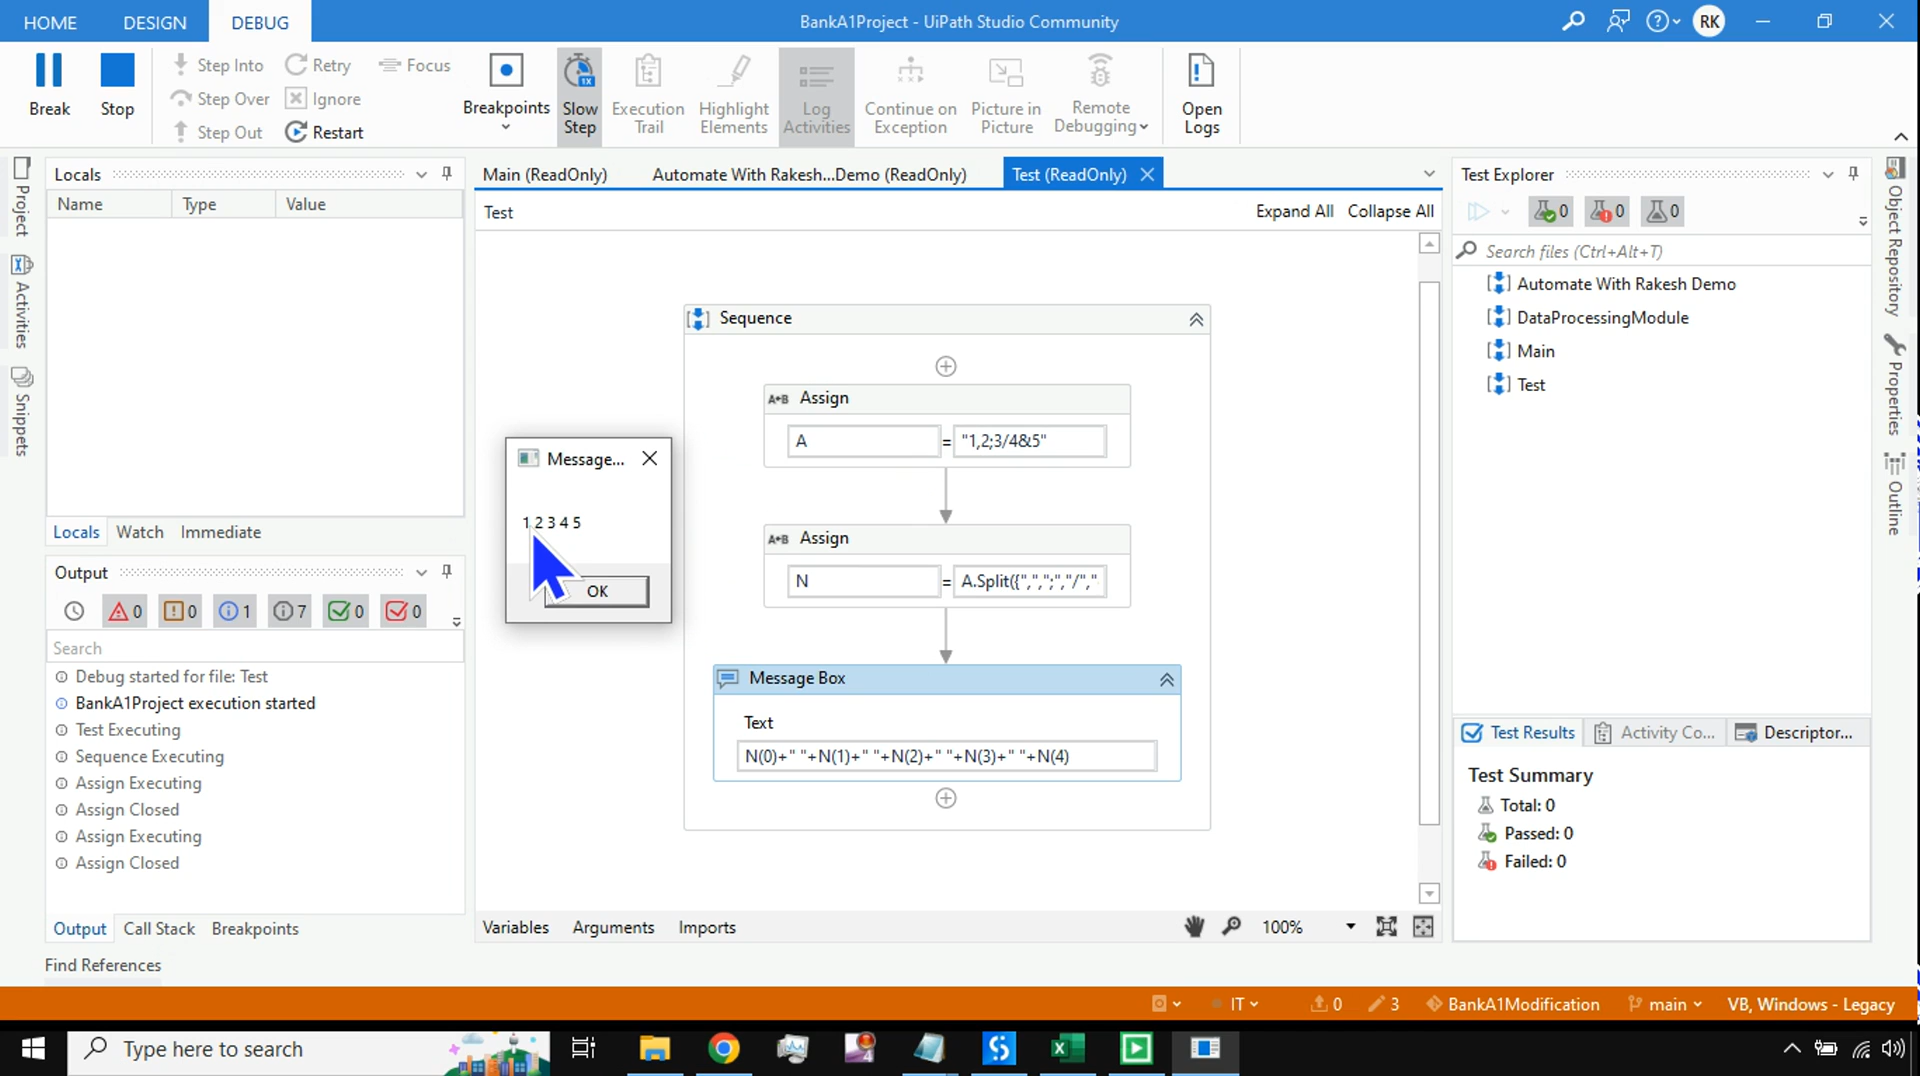 HOME DESIGN DEBUG BankA1Project - UiPath Studio Community RK
Break Stop Step Into Retry Focus
Step Over Ignore
Step Out Restart
Breakpoints Slow Step Execution Trail Highlight Elements Log Activities Continue on Exception Picture in Picture Remote Debugging Open Logs
Project
Activities
Snippets
Locals
Name Type Value
Locals Watch Immediate
Output
0 0 1 7 0 0
Search
Debug started for file: Test
BankA1Project execution started
Test Executing
Sequence Executing
Assign Executing
Assign Closed
Assign Executing
Assign Closed
Output Call Stack Breakpoints
Find References
Main (ReadOnly) Automate With Rakesh...Demo (ReadOnly) Test (ReadOnly)
Test Expand All Collapse All
Sequence
Assign
A = "1,2;3/4&5"
Message...
1 2 3 4 5
OK
Assign
N = A.Split({",",";","/","
Message Box
Text
N(0)+" "+N(1)+" "+N(2)+" "+N(3)+" "+N(4)
Variables Arguments Imports 100%
Test Explorer
0 0 0
Search files (Ctrl+Alt+T)
Automate With Rakesh Demo
DataProcessingModule
Main
Test
Test Results Activity Co... Descriptor...
Test Summary
Total: 0
Passed: 0
Failed: 0
Object Repository
Properties
Outline
IT 0 3 BankA1Modification main VB, Windows - Legacy
Type here to search